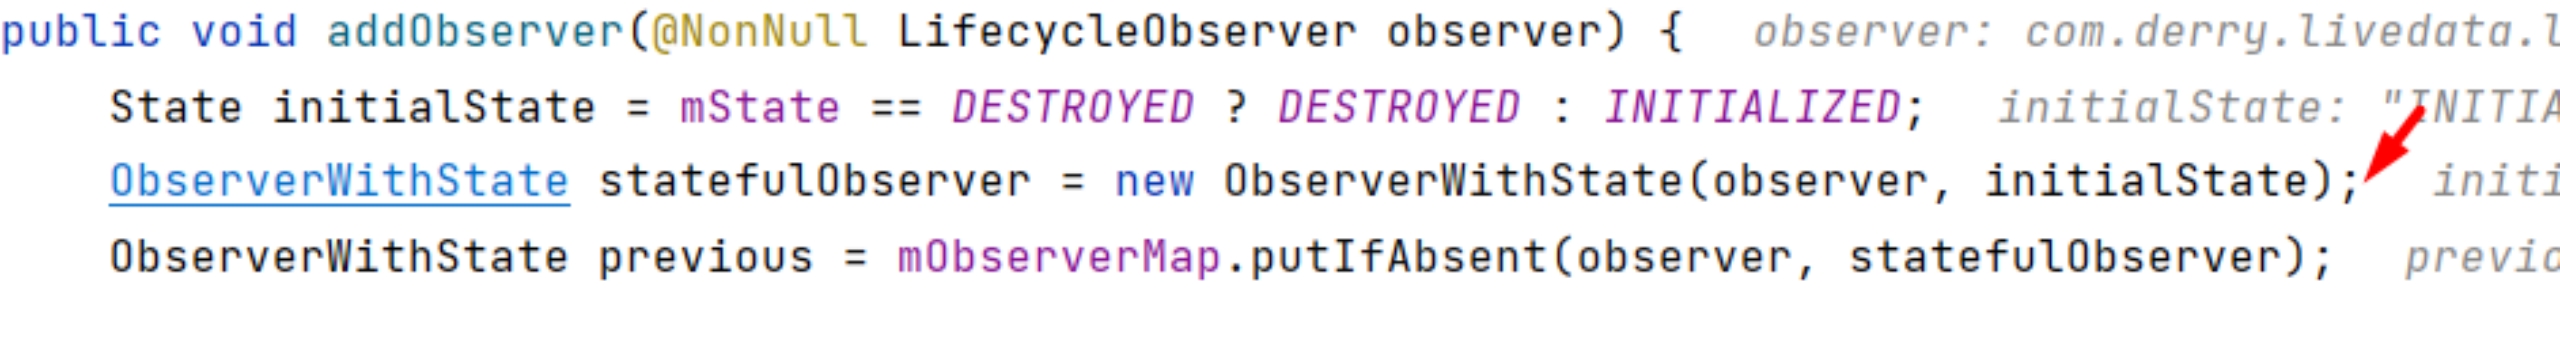 public void addObserver(@NonNull LifecycleObserver observer) { observer: com.derry.livedata.l
State initialState = mState == DESTROYED ? DESTROYED : INITIALIZED; initialState: "INITIA
ObserverWithState statefulObserver = new ObserverWithState(observer, initialState); initi
ObserverWithState previous = mObserverMap.putIfAbsent(observer, statefulObserver); previo